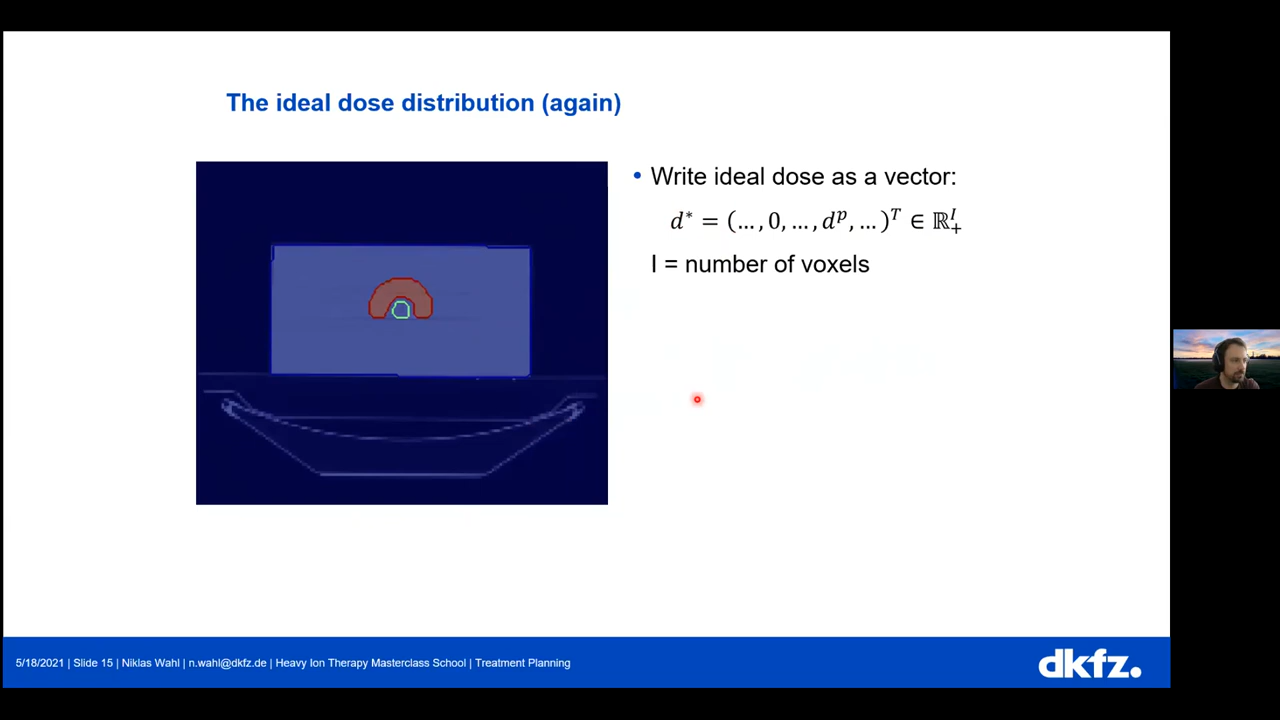 The ideal dose distribution (again)
• Write ideal dose as a vector:
d* = (…, 0, …, dᵖ, …)ᵀ ∈ ℝ₊ᴵ
I = number of voxels
5/18/2021 | Slide 15 | Niklas Wahl | n.wahl@dkfz.de | Heavy Ion Therapy Masterclass School | Treatment Planning
dkfz.